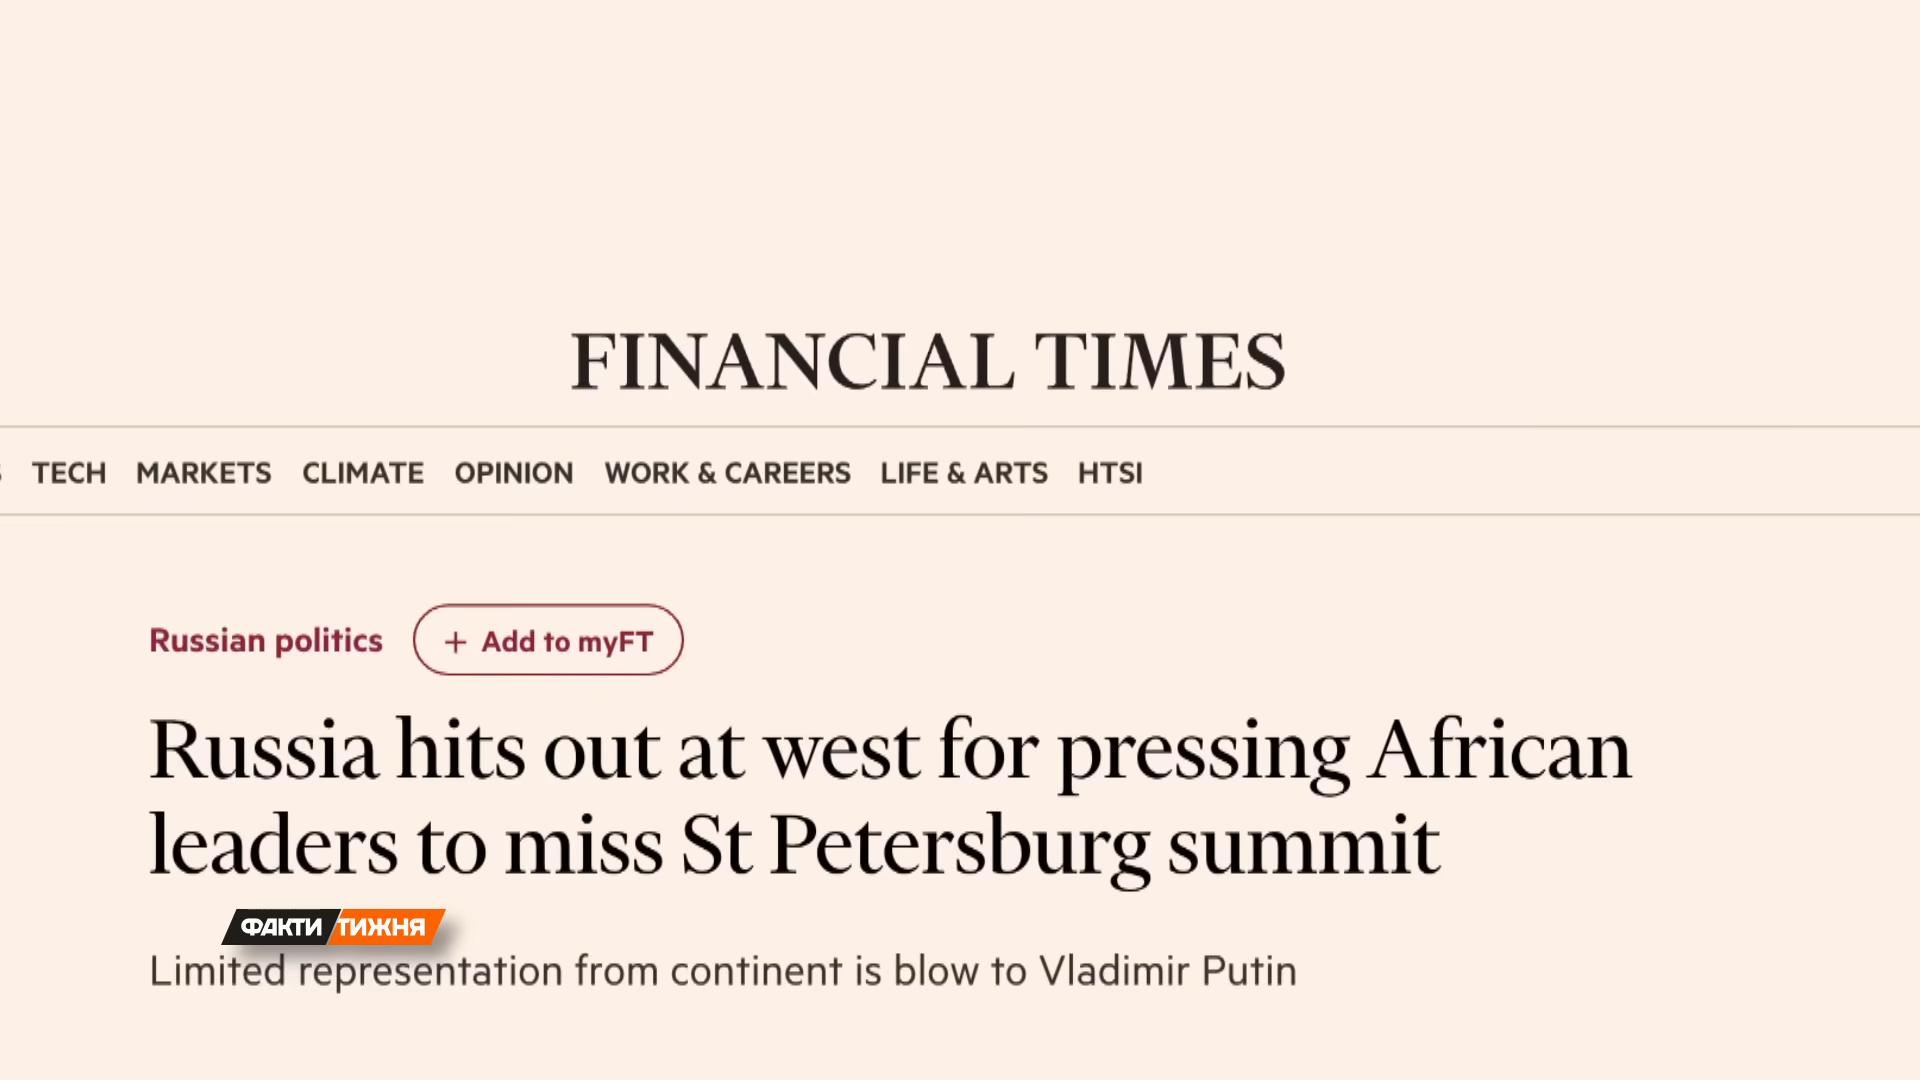 FINANCIAL TIMES
TECH MARKETS CLIMATE OPINION WORK & CAREERS LIFE & ARTS HTSI
Russian politics + Add to myFT
Russia hits out at west for pressing African
leaders to miss St Petersburg summit
ФАКТИ ТИЖНЯ
Limited representation from continent is blow to Vladimir Putin